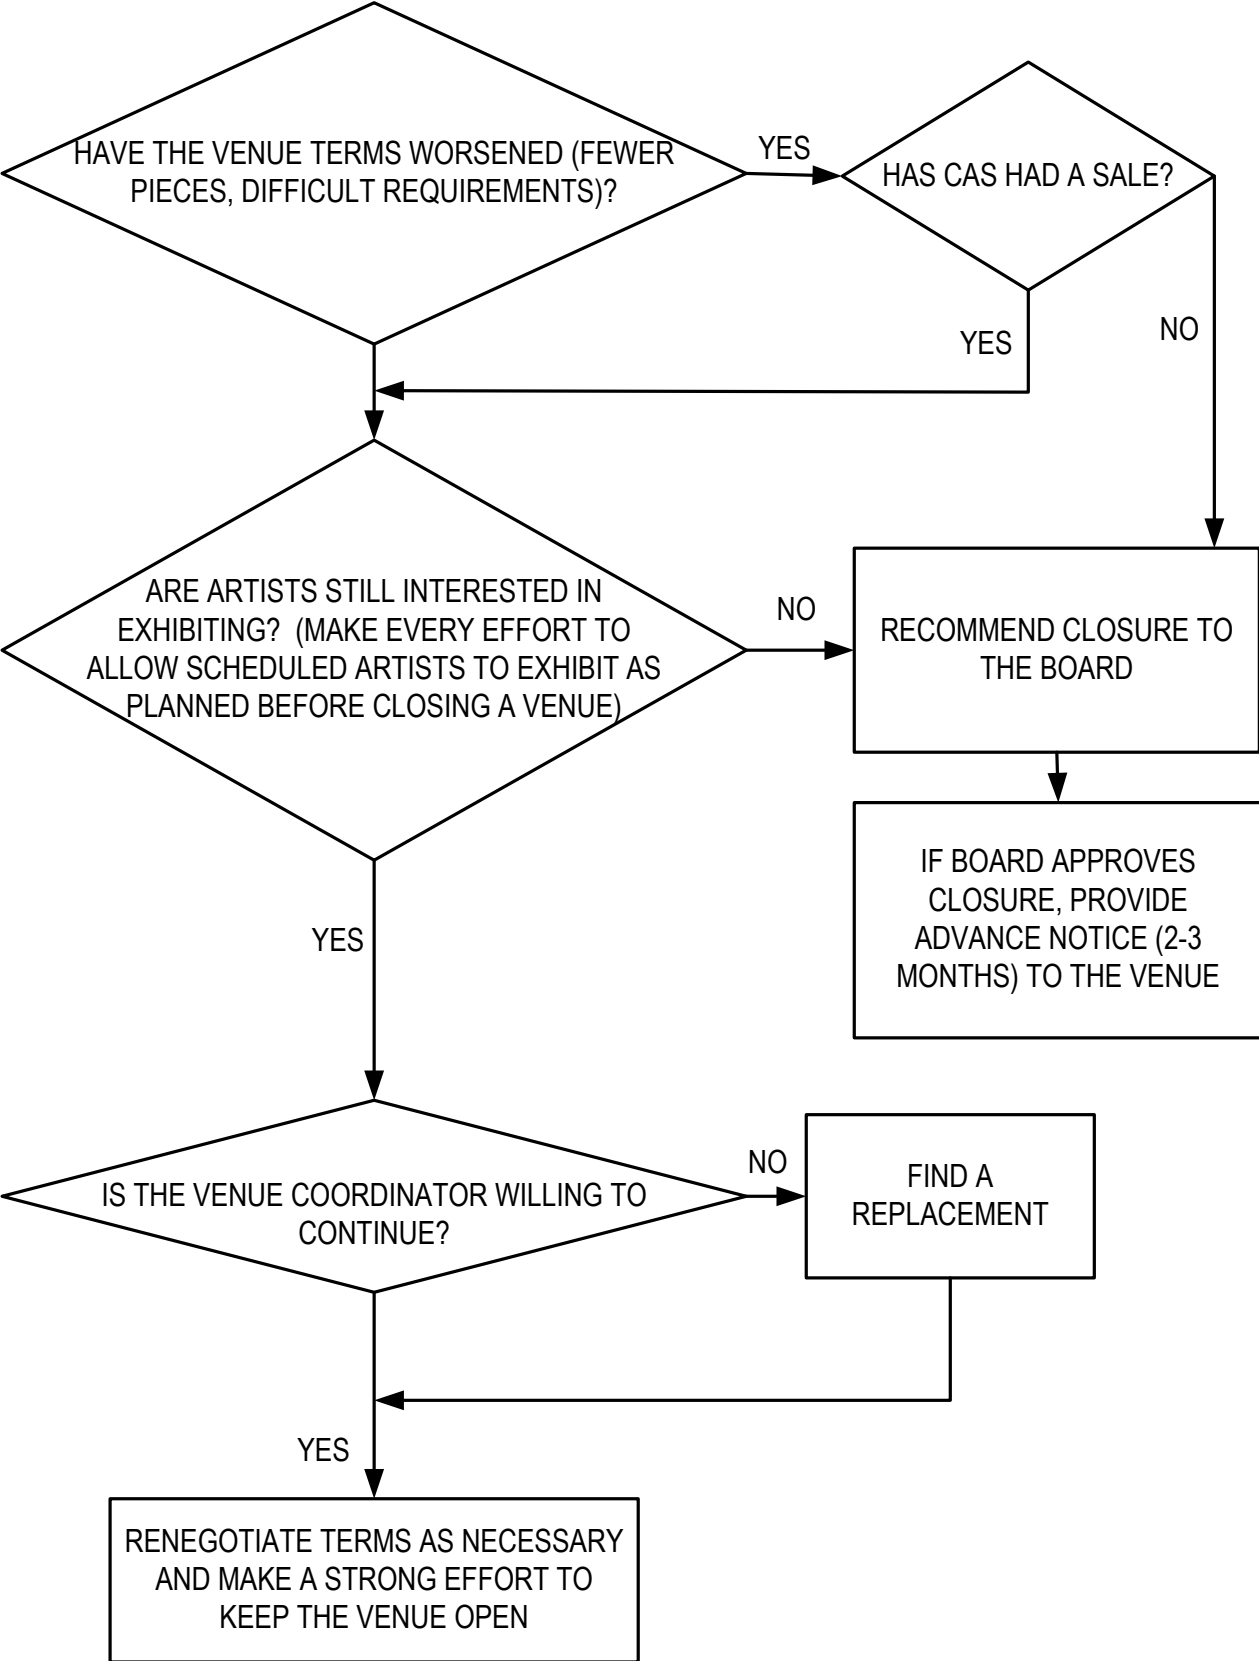 HAVE THE VENUE TERMS WORSENED (FEWER
PIECES, DIFFICULT REQUIREMENTS)?
YES
HAS CAS HAD A SALE?
YES
NO
ARE ARTISTS STILL INTERESTED IN
EXHIBITING?  (MAKE EVERY EFFORT TO
ALLOW SCHEDULED ARTISTS TO EXHIBIT AS
PLANNED BEFORE CLOSING A VENUE)
NO
RECOMMEND CLOSURE TO
THE BOARD
IF BOARD APPROVES
CLOSURE, PROVIDE
ADVANCE NOTICE (2-3
MONTHS) TO THE VENUE
YES
IS THE VENUE COORDINATOR WILLING TO
CONTINUE?
NO
FIND A
REPLACEMENT
YES
RENEGOTIATE TERMS AS NECESSARY
AND MAKE A STRONG EFFORT TO
KEEP THE VENUE OPEN